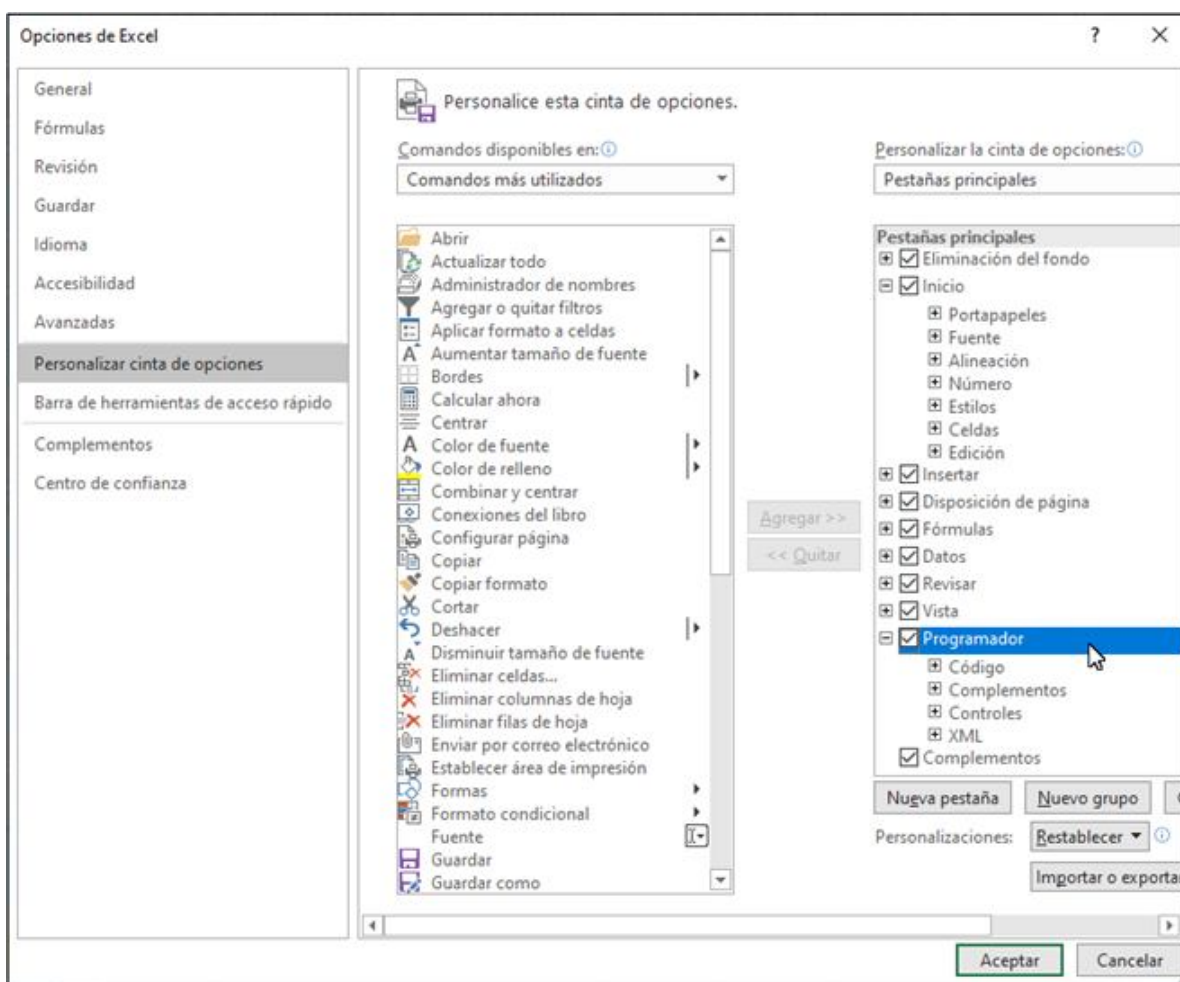 Opciones de Excel
?
General
Fórmulas
Revisión
Guardar
Idioma
Accesibilidad
Avanzadas
Personalizar cinta de opciones
Barra de herramientas de acceso rápido
Complementos
Centro de confianza
Personalice esta cinta de opciones.
Comandos disponibles en:
Comandos más utilizados
Abrir
Actualizar todo
Administrador de nombres
Agregar o quitar filtros
Aplicar formato a celdas
Aumentar tamaño de fuente
Bordes
Calcular ahora
Centrar
Color de fuente
Color de relleno
Combinar y centrar
Conexiones del libro
Configurar página
Copiar
Copiar formato
Cortar
Deshacer
Disminuir tamaño de fuente
Eliminar celdas...
Eliminar columnas de hoja
Eliminar filas de hoja
Enviar por correo electrónico
Establecer área de impresión
Formas
Formato condicional
Fuente
Guardar
Guardar como
Agregar >>
<< Quitar
Personalizar la cinta de opciones:
Pestañas principales
Pestañas principales
Eliminación del fondo
Inicio
Portapapeles
Fuente
Alineación
Número
Estilos
Celdas
Edición
Insertar
Disposición de página
Fórmulas
Datos
Revisar
Vista
Programador
Código
Complementos
Controles
XML
Complementos
Nueva pestaña
Nuevo grupo
Personalizaciones:
Restablecer
Importar o exportar
Aceptar
Cancelar